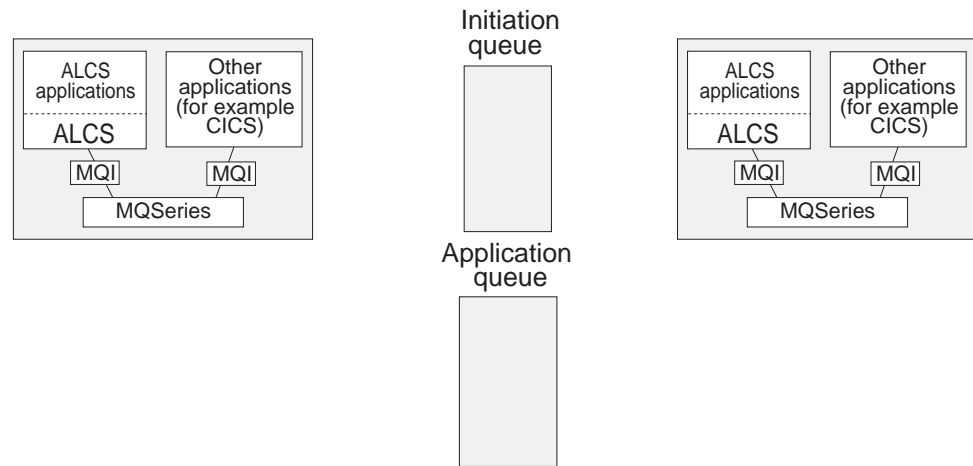 Initiation
queue
ALCS
applications
ALCS
Other
applications
(for example
CICS)
MQI
MQI
MQSeries
ALCS
applications
ALCS
Other
applications
(for example
CICS)
MQI
MQI
MQSeries
Application
queue